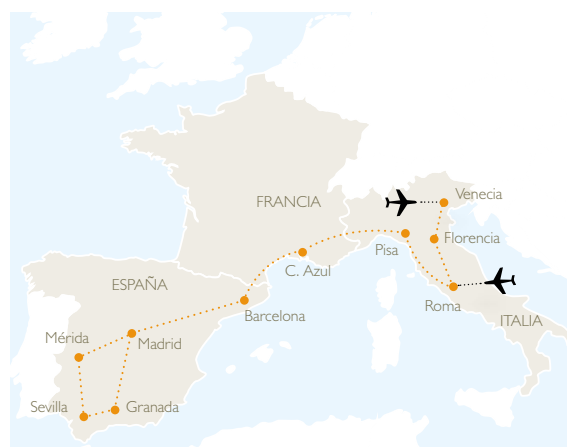 Venecia
FRANCIA
Florencia
Pisa
C. Azul
ESPAÑA
Roma
Barcelona
ITALIA
Mérida
Madrid
Sevilla
Granada